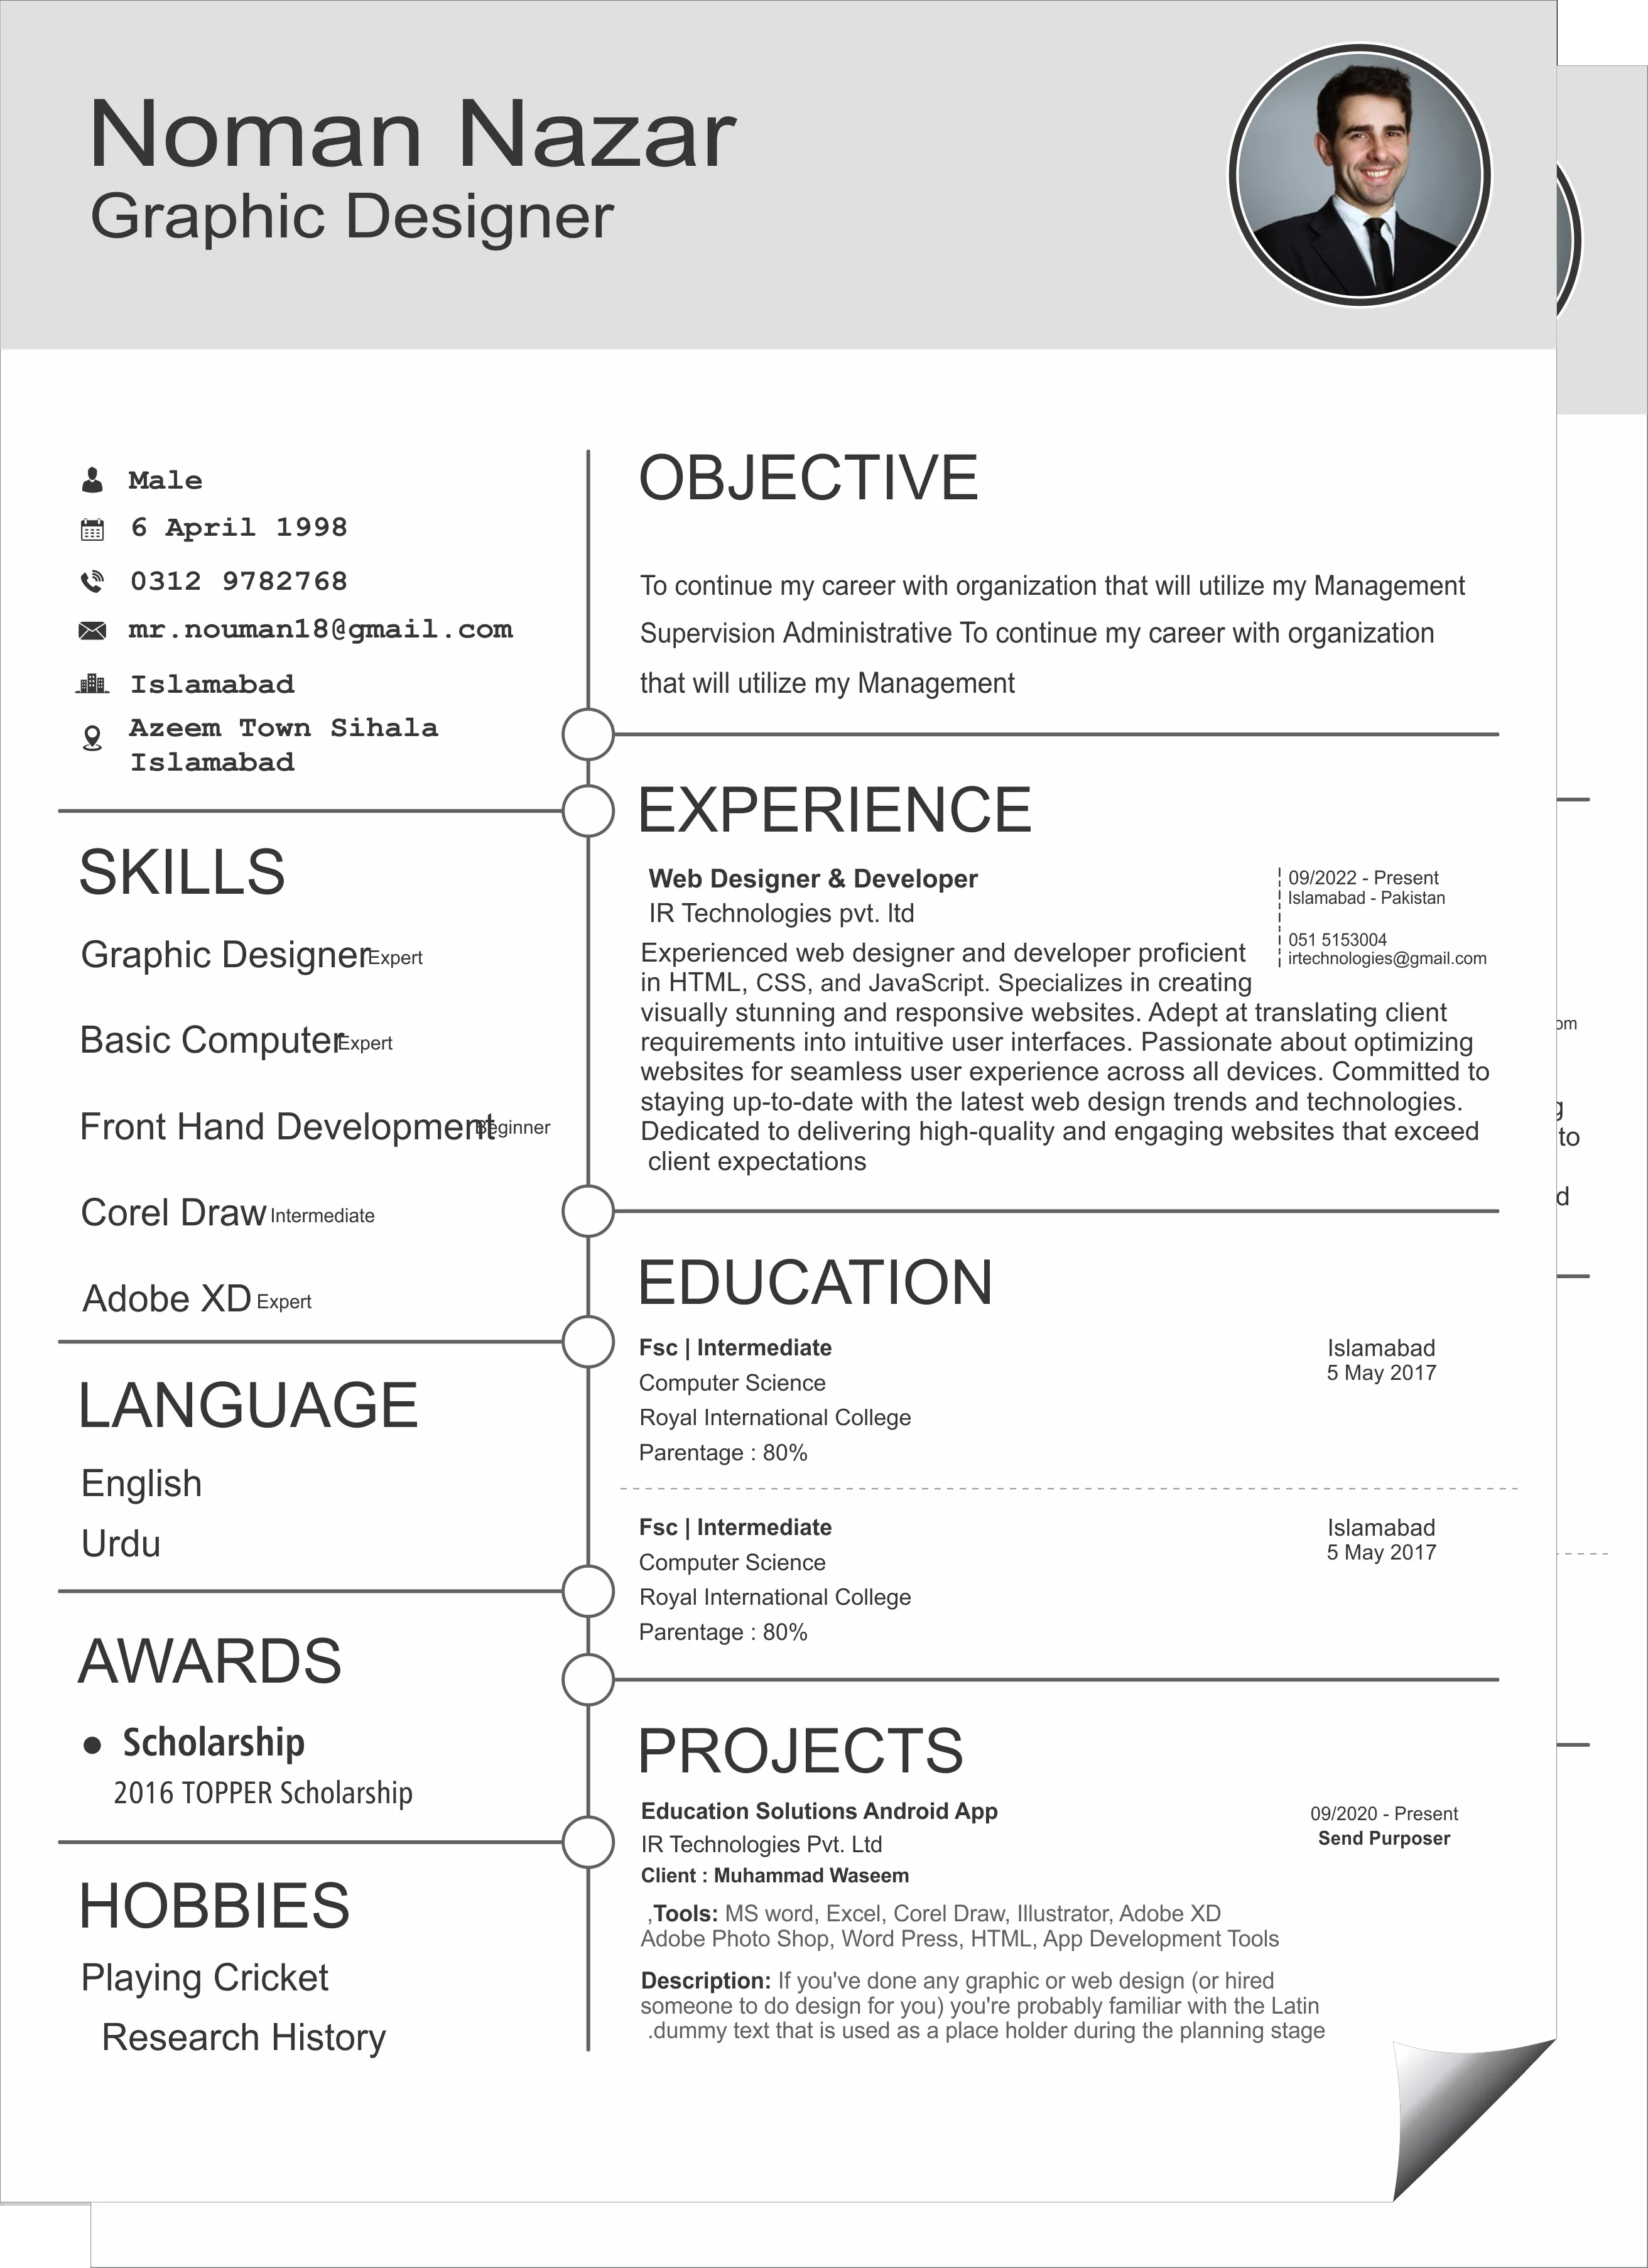 Noman Nazar
Graphic Designer
Male
6 April 1998
0312 9782768
mr.nouman18@gmail.com
Islamabad
Azeem Town Sihala
Islamabad
SKILLS
Graphic Designer Expert
Basic Computer Expert
Front Hand Development Beginner
Corel Draw Intermediate
Adobe XD Expert
LANGUAGE
English
Urdu
AWARDS
● Scholarship
2016 TOPPER Scholarship
HOBBIES
Playing Cricket
Research History
OBJECTIVE
To continue my career with organization that will utilize my Management
Supervision Administrative To continue my career with organization
that will utilize my Management
EXPERIENCE
Web Designer & Developer
IR Technologies pvt. ltd
09/2022 - Present
Islamabad - Pakistan
051 5153004
irtechnologies@gmail.com
Experienced web designer and developer proficient
in HTML, CSS, and JavaScript. Specializes in creating
visually stunning and responsive websites. Adept at translating client
requirements into intuitive user interfaces. Passionate about optimizing
websites for seamless user experience across all devices. Committed to
staying up-to-date with the latest web design trends and technologies.
Dedicated to delivering high-quality and engaging websites that exceed
client expectations
EDUCATION
Fsc | Intermediate
Computer Science
Royal International College
Parentage : 80%
Islamabad
5 May 2017
Fsc | Intermediate
Computer Science
Royal International College
Parentage : 80%
Islamabad
5 May 2017
PROJECTS
Education Solutions Android App
IR Technologies Pvt. Ltd
Client : Muhammad Waseem
09/2020 - Present
Send Purposer
,Tools: MS word, Excel, Corel Draw, Illustrator, Adobe XD
Adobe Photo Shop, Word Press, HTML, App Development Tools
Description: If you've done any graphic or web design (or hired
someone to do design for you) you're probably familiar with the Latin
.dummy text that is used as a place holder during the planning stage
om
g
to
d